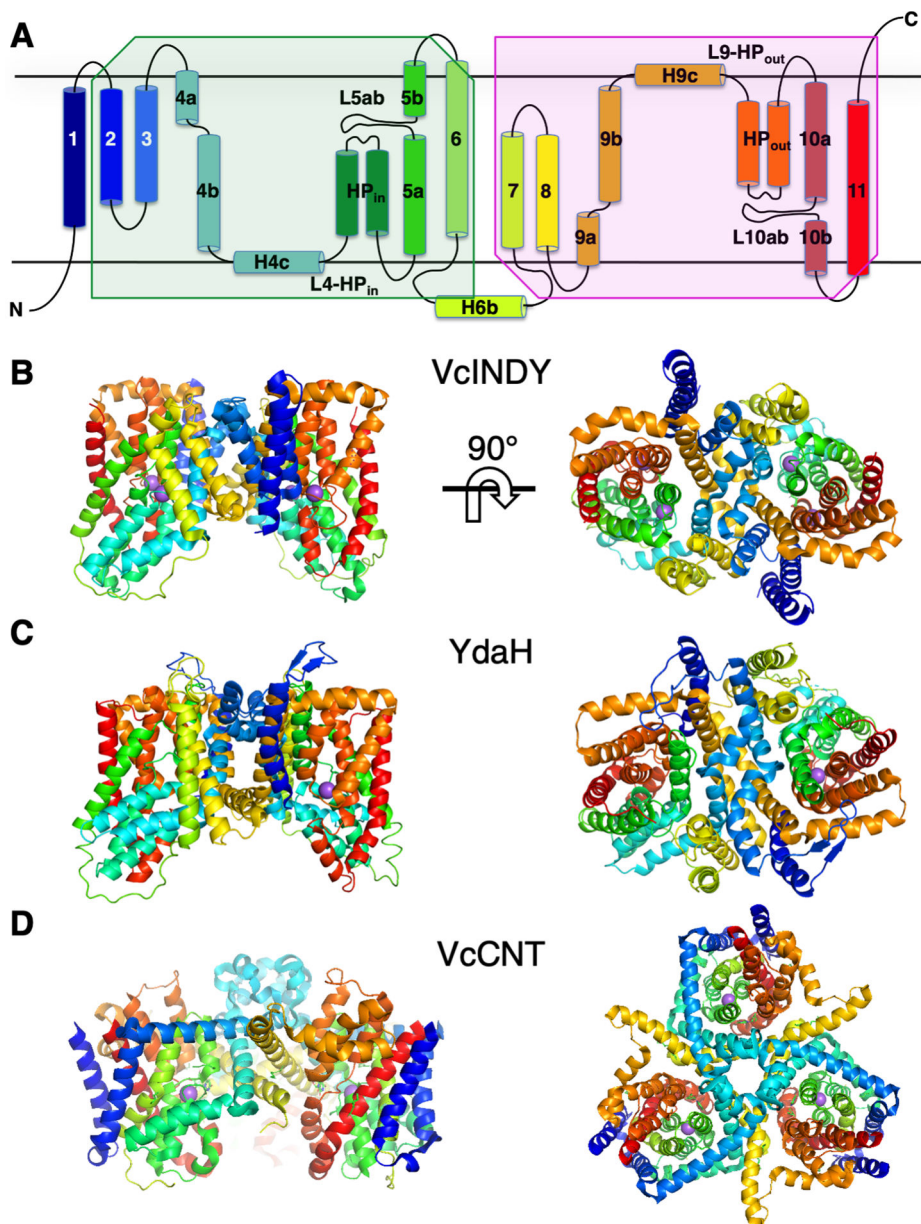 A
C
L9-HPout
H9c
4a
L5ab
5b
1
2
3
6
9b
HPout
10a
4b
HPin
5a
7
8
11
9a
L10ab
10b
H4c
L4-HPin
N
H6b
B
VcINDY
90°
C
YdaH
D
VcCNT